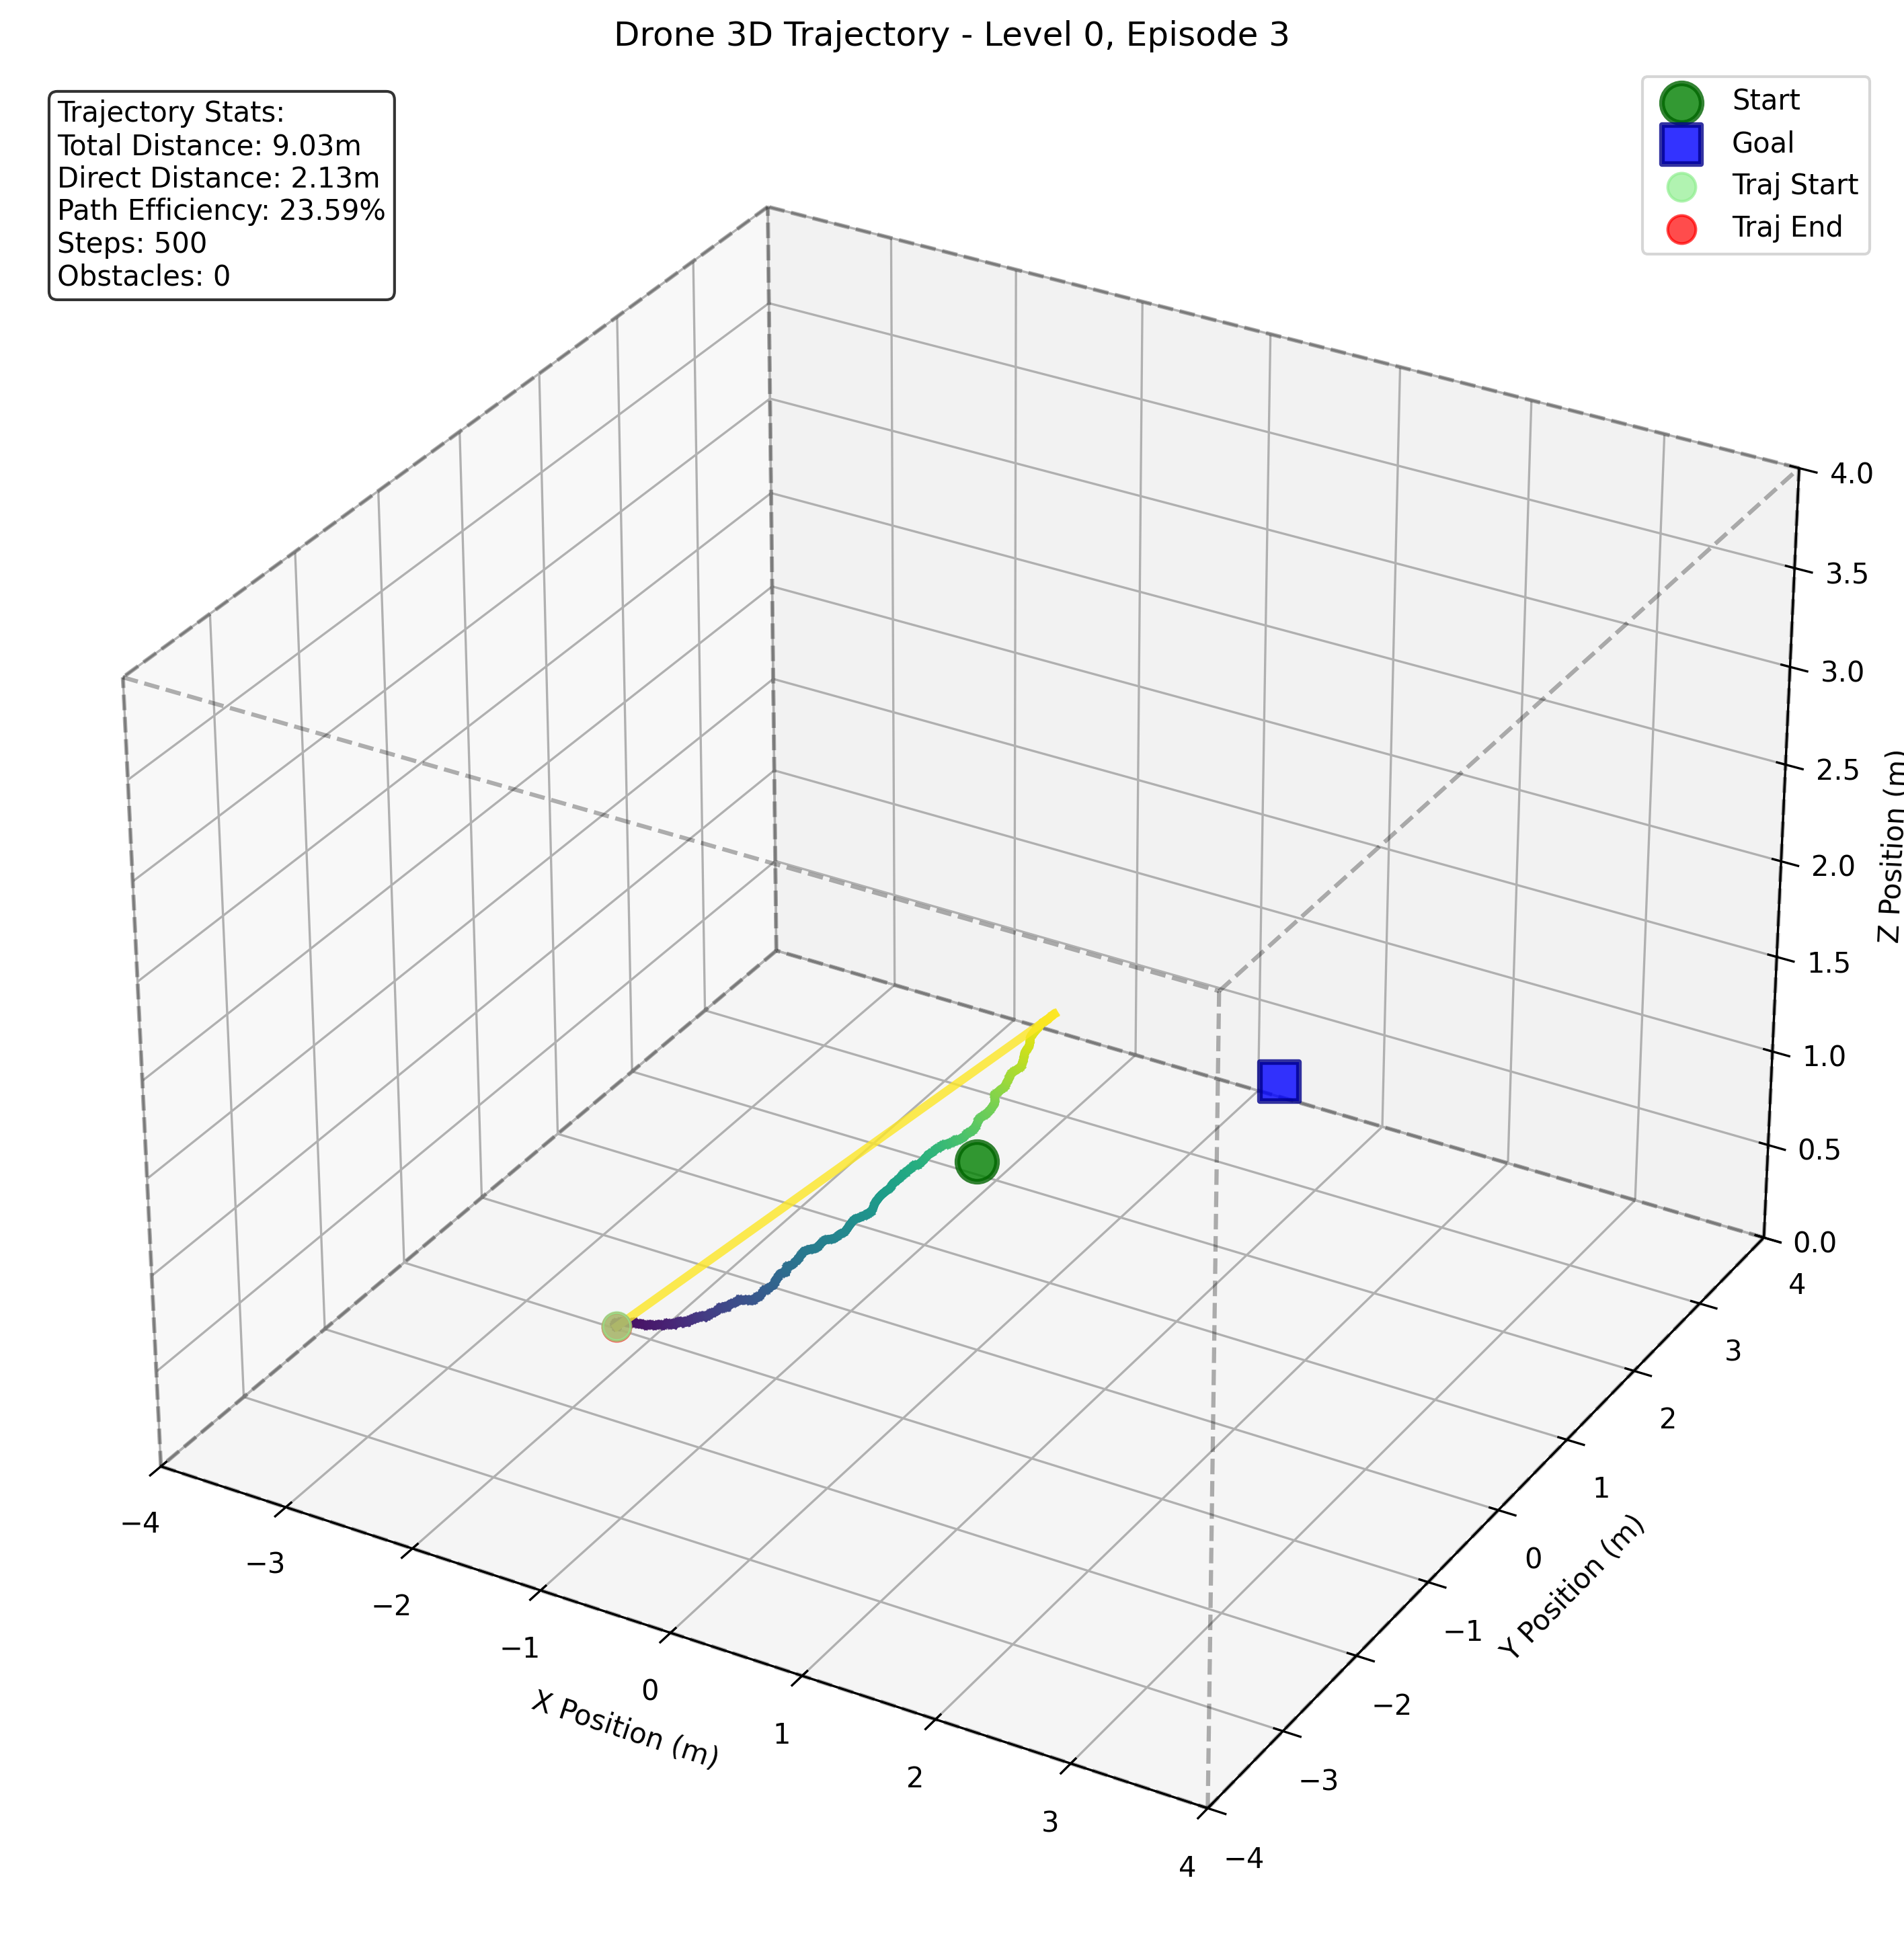 Drone 3D Trajectory - Level 0, Episode 3
Trajectory Stats:
Total Distance: 9.03m
Direct Distance: 2.13m
Path Efficiency: 23.59%
Steps: 500
Obstacles: 0
Start
Goal
Traj Start
Traj End
4.0
3.5
3.0
2.5
2.0
1.5
1.0
0.5
0.0
Z Position (m)
4
3
2
1
0
−1
−2
−3
−4
Y Position (m)
−4
−3
−2
−1
0
1
2
3
4
X Position (m)